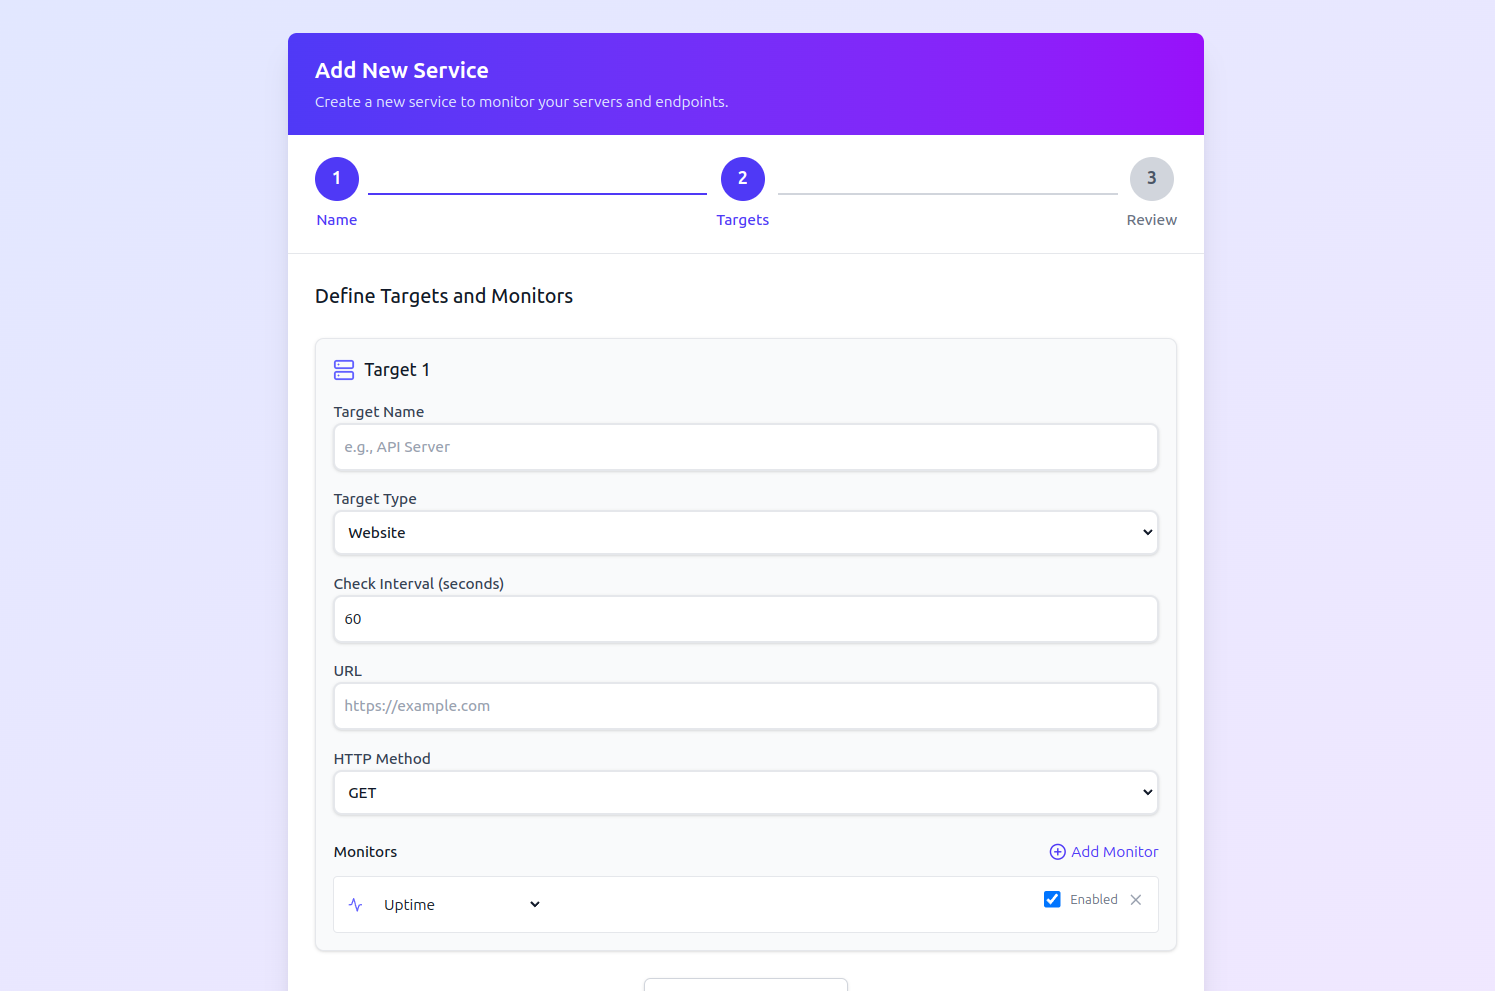 Add New Service
Create a new service to monitor your servers and endpoints.
1
2
3
Name
Targets
Review
Define Targets and Monitors
Target 1
Target Name
e.g., API Server
Target Type
Website
Check Interval (seconds)
60
URL
https://example.com
HTTP Method
GET
Monitors
Add Monitor
Uptime
Enabled